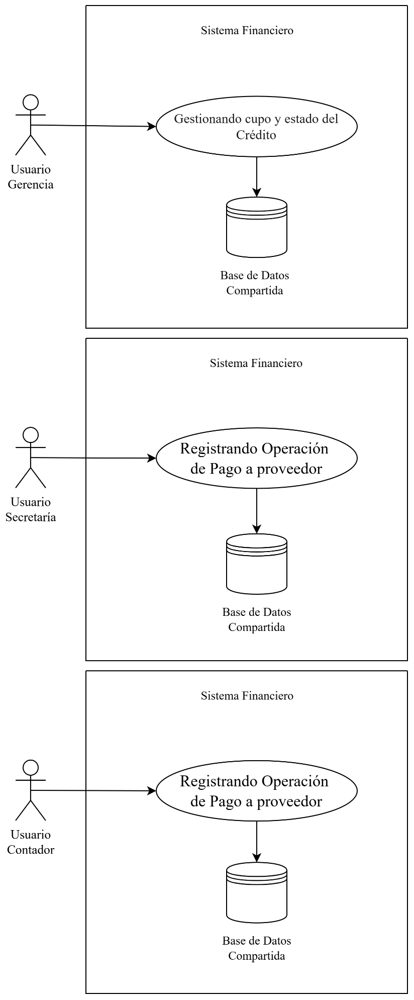 Sistema Financiero
Gestionando cupo y estado del
Crédito
Usuario
Gerencia
Base de Datos
Compartida
Sistema Financiero
Registrando Operación
de Pago a proveedor
Usuario
Secretaría
Base de Datos
Compartida
Sistema Financiero
Registrando Operación
de Pago a proveedor
Usuario
Contador
Base de Datos
Compartida